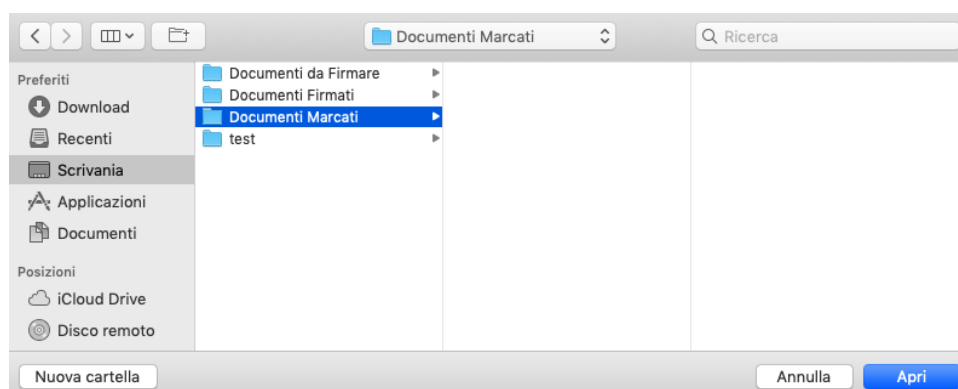 Documenti Marcati
Ricerca
Preferiti
Download
Recenti
Scrivania
Applicazioni
Documenti
Posizioni
iCloud Drive
Disco remoto
Documenti da Firmare
Documenti Firmati
Documenti Marcati
test
Nuova cartella
Annulla
Apri